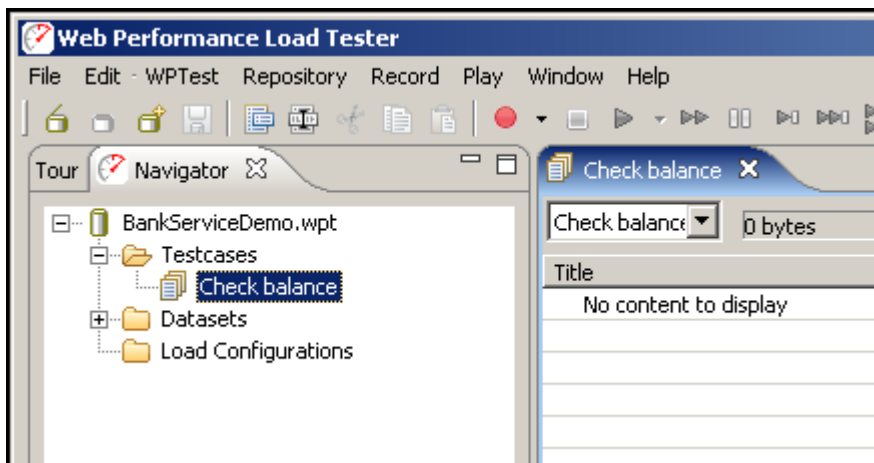 Web Performance Load Tester
File Edit WPTest Repository Record Play Window Help
Tour Navigator
Check balance
BankServiceDemo.wpt
Testcases
Check balance
Datasets
Load Configurations
Check balance
0 bytes
Title
No content to display